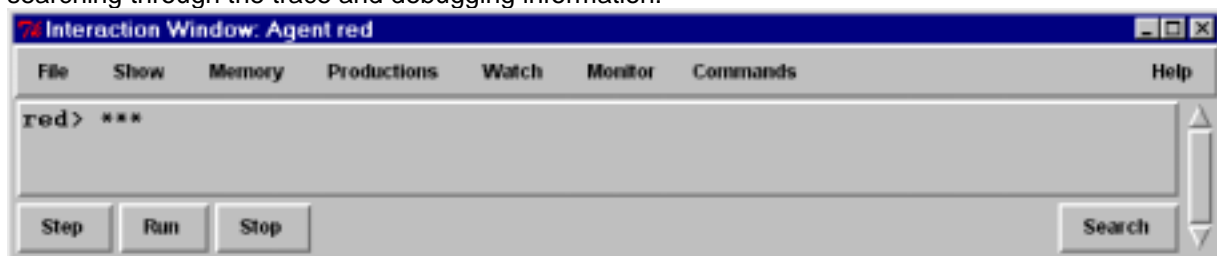 searching through the trace and debugging information.
Interaction Window: Agent red
File Show Memory Productions Watch Monitor Commands Help
red> ***
Step Run Stop Search